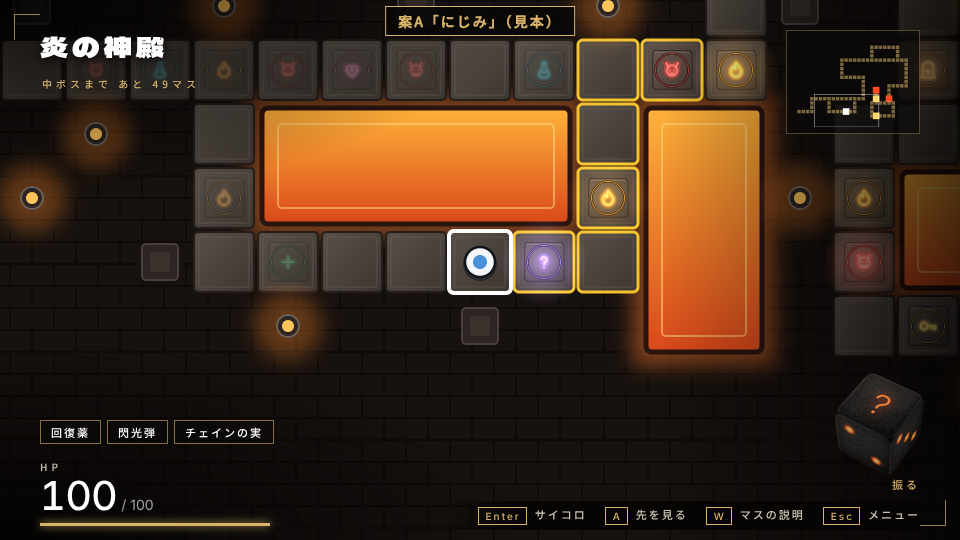 案A「にじみ」（見本）
炎の神殿
中ボスまで あと 49マス
?
?
振る
回復薬
閃光弾
チェインの実
HP
100 / 100
Enter サイコロ
A 先を見る
W マスの説明
Esc メニュー